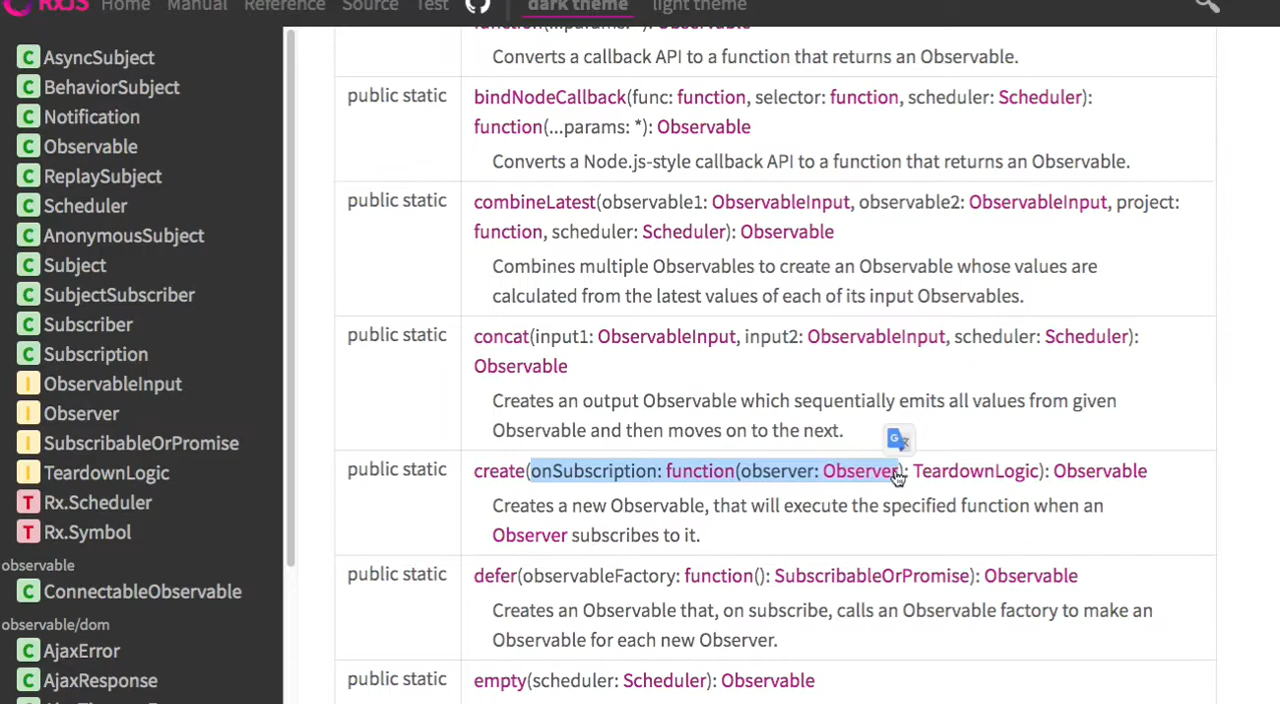 RxJS Home Manual Reference Source Test dark theme light theme
C AsyncSubject
C BehaviorSubject
C Notification
C Observable
C ReplaySubject
C Scheduler
C AnonymousSubject
C Subject
C SubjectSubscriber
C Subscriber
C Subscription
I ObservableInput
I Observer
I SubscribableOrPromise
I TeardownLogic
T Rx.Scheduler
T Rx.Symbol
observable
C ConnectableObservable
observable/dom
C AjaxError
C AjaxResponse
function(...params: *): Observable
Converts a callback API to a function that returns an Observable.
public static
bindNodeCallback(func: function, selector: function, scheduler: Scheduler):
function(...params: *): Observable
Converts a Node.js-style callback API to a function that returns an Observable.
public static
combineLatest(observable1: ObservableInput, observable2: ObservableInput, project:
function, scheduler: Scheduler): Observable
Combines multiple Observables to create an Observable whose values are
calculated from the latest values of each of its input Observables.
public static
concat(input1: ObservableInput, input2: ObservableInput, scheduler: Scheduler):
Observable
Creates an output Observable which sequentially emits all values from given
Observable and then moves on to the next.
public static
create(onSubscription: function(observer: Observer): TeardownLogic): Observable
Creates a new Observable, that will execute the specified function when an
Observer subscribes to it.
public static
defer(observableFactory: function(): SubscribableOrPromise): Observable
Creates an Observable that, on subscribe, calls an Observable factory to make an
Observable for each new Observer.
public static
empty(scheduler: Scheduler): Observable